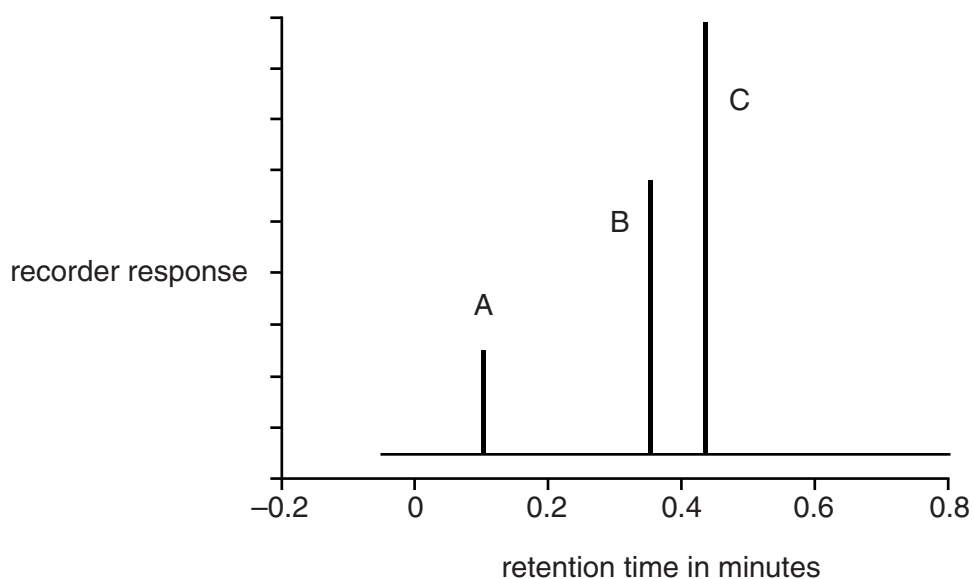 C
B
recorder response
A
–0.2
0
0.2
0.4
0.6
0.8
retention time in minutes